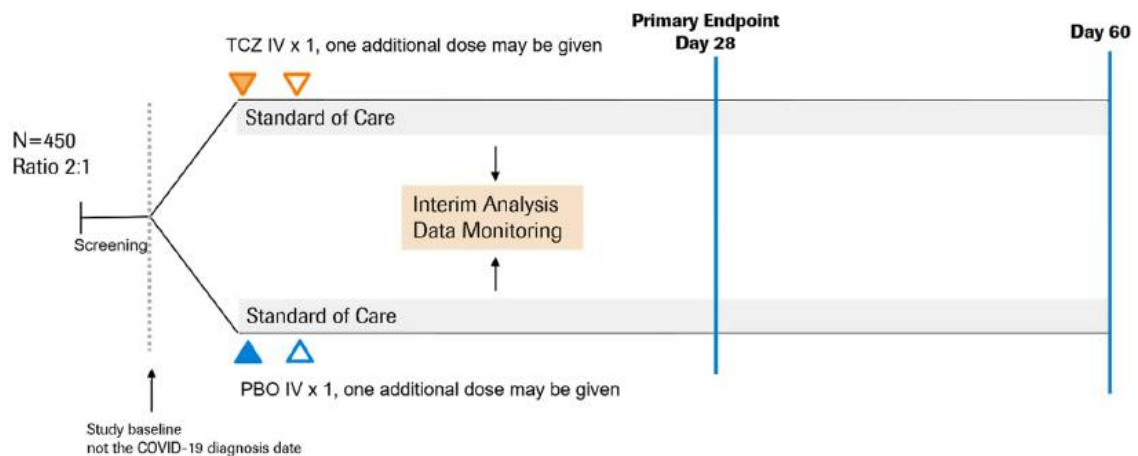 Primary Endpoint
Day 28
Day 60
TCZ IV x 1, one additional dose may be given
Standard of Care
N=450
Ratio 2:1
Screening
Interim Analysis
Data Monitoring
Standard of Care
PBO IV x 1, one additional dose may be given
Study baseline
not the COVID-19 diagnosis date